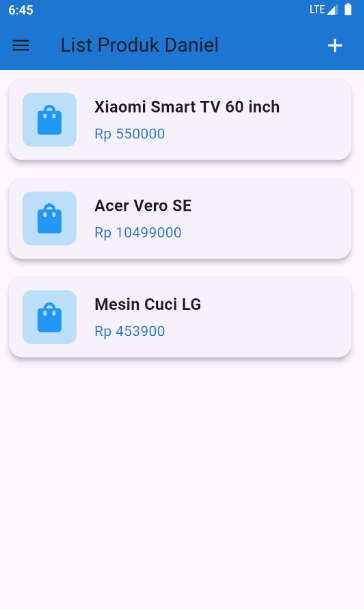 6:45
LTE
List Produk Daniel
Xiaomi Smart TV 60 inch
Rp 550000
Acer Vero SE
Rp 10499000
Mesin Cuci LG
Rp 453900